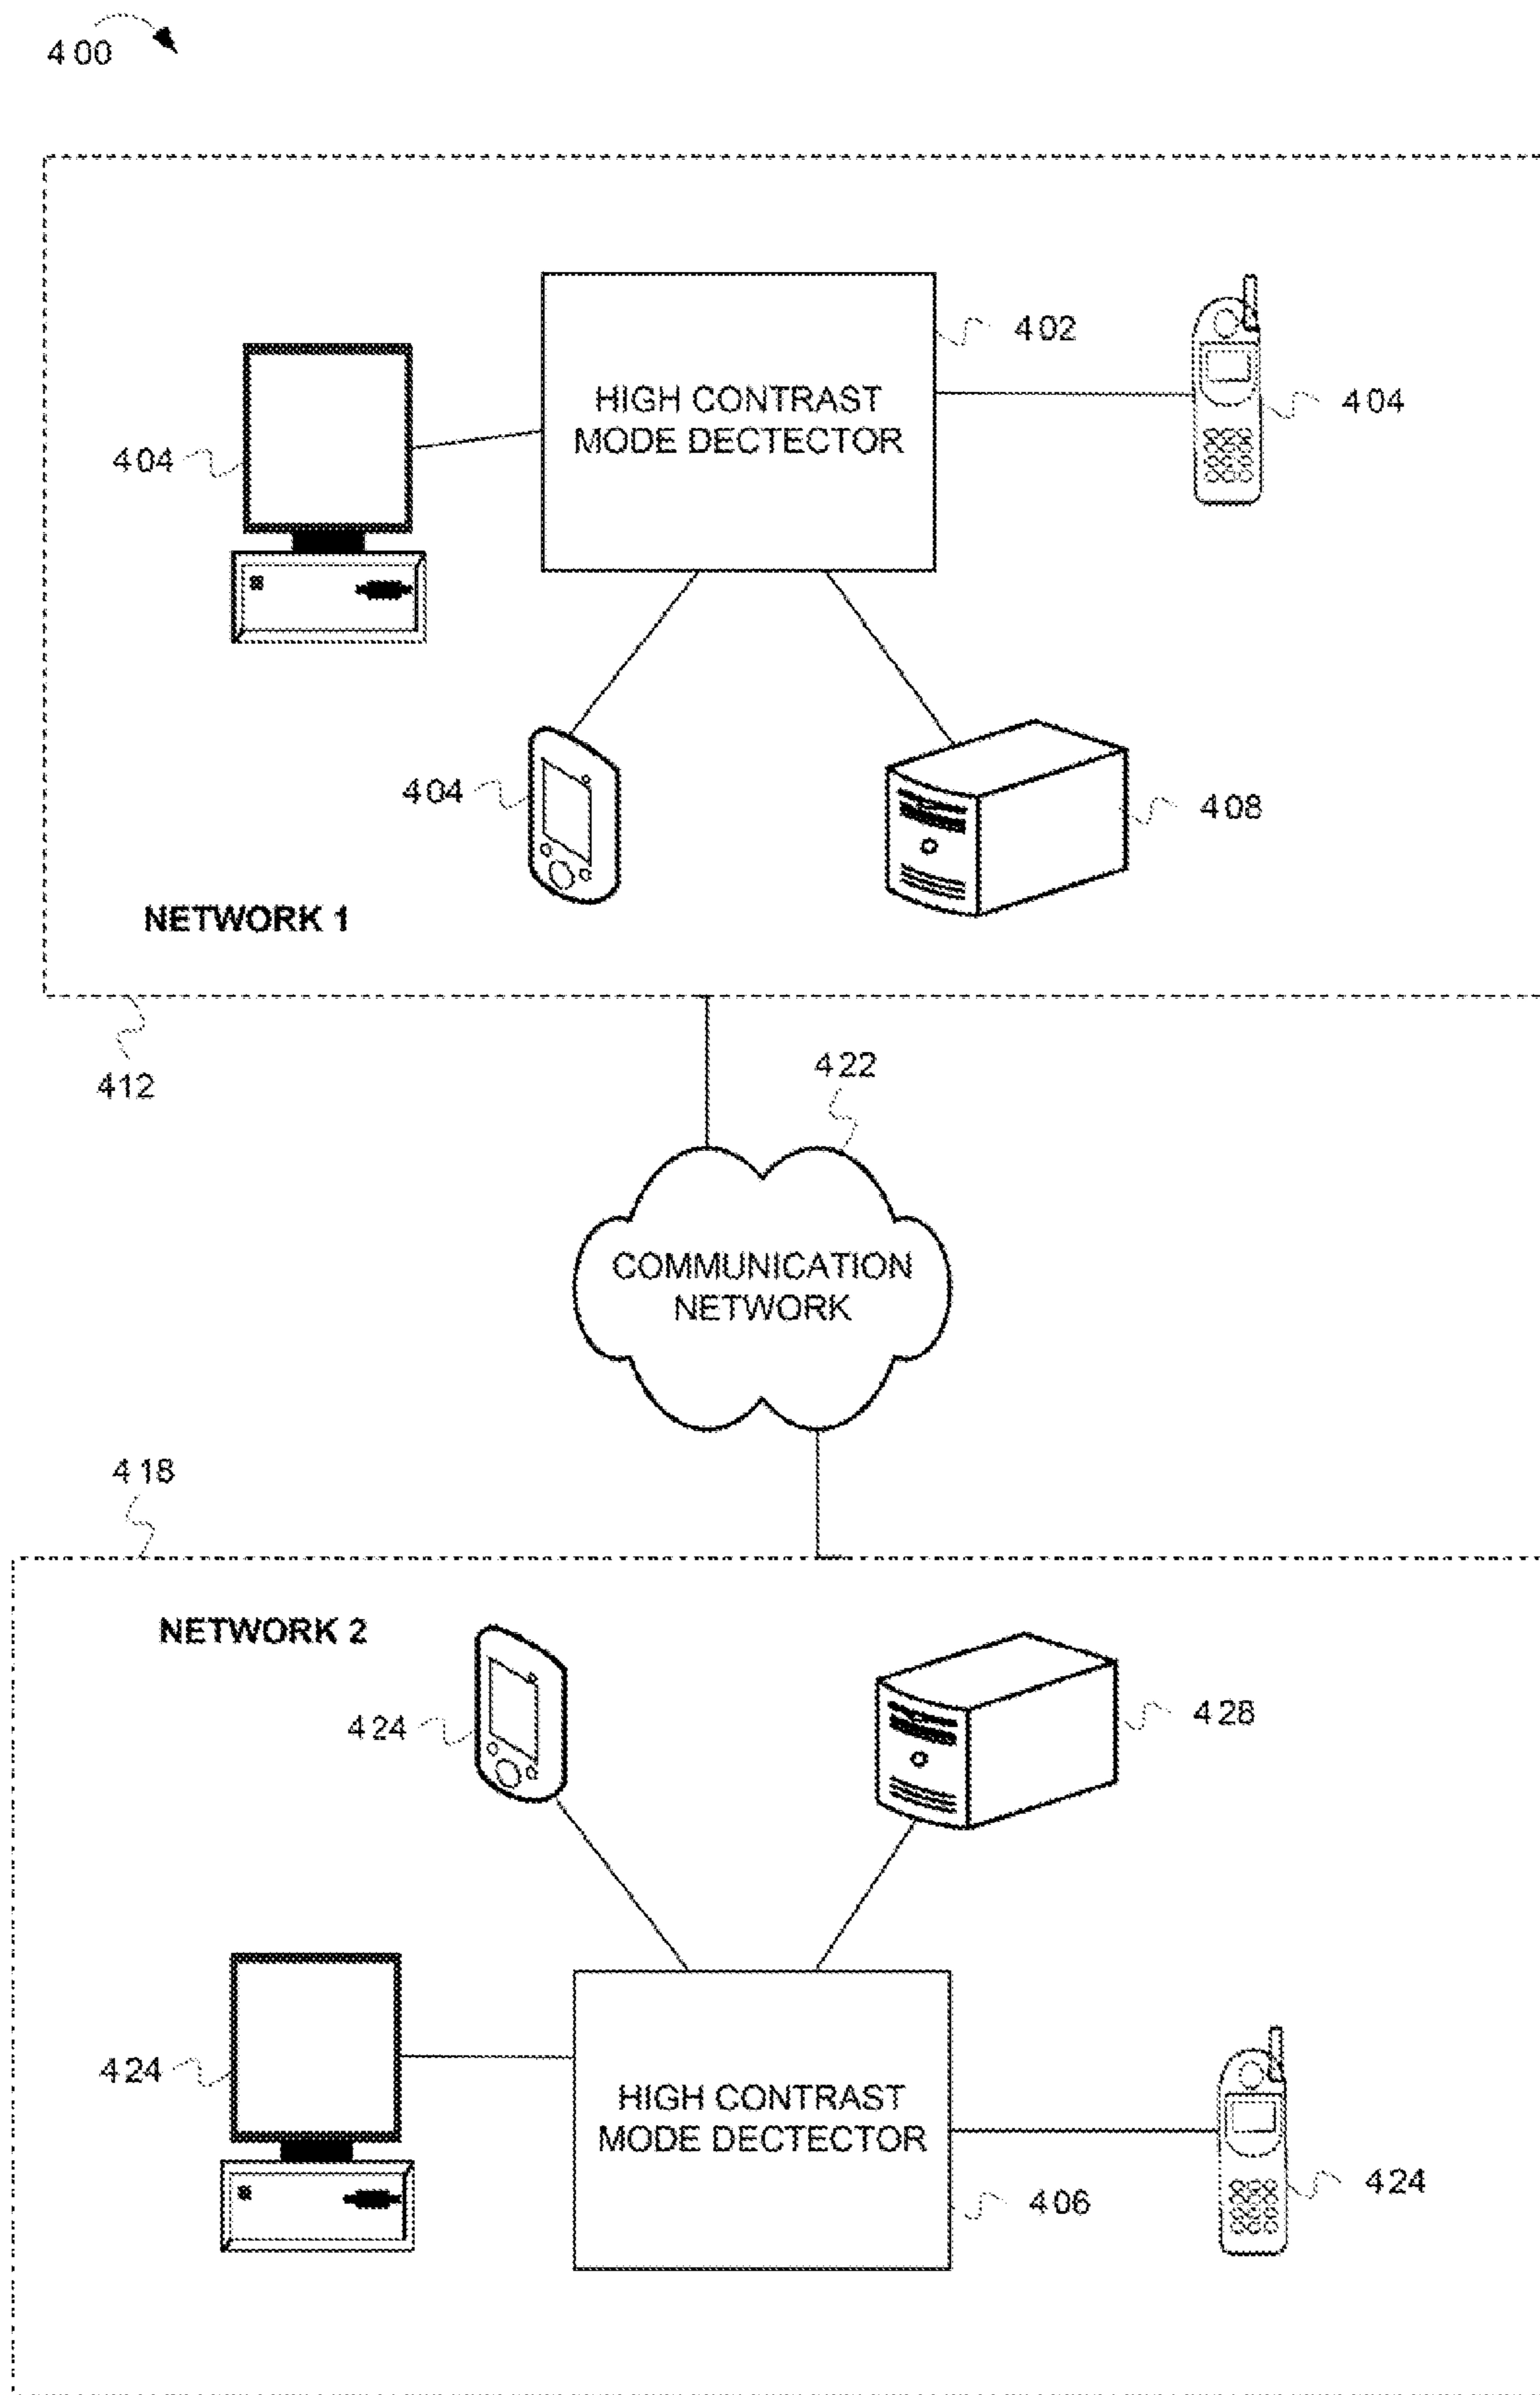 400
402
HIGH CONTRAST
MODE DECTECTOR
404
404
404
408
NETWORK 1
412
422
COMMUNICATION
NETWORK
418
NETWORK 2
424
428
424
HIGH CONTRAST
MODE DECTECTOR
424
406